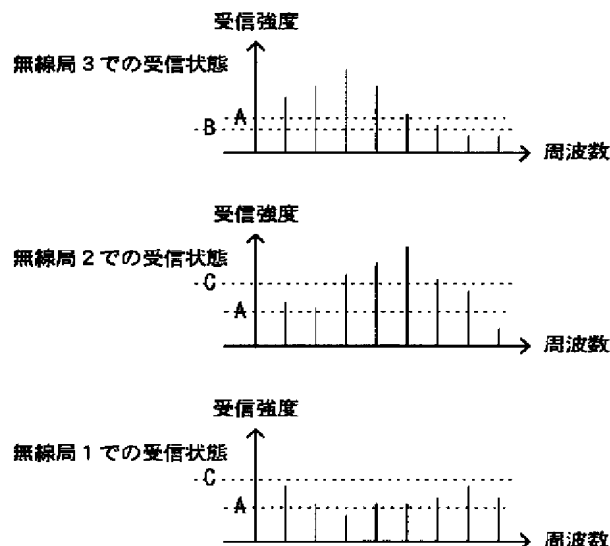 受信強度
無線局3での受信状態
A
B
周波数
受信強度
無線局2での受信状態
C
A
周波数
受信強度
無線局1での受信状態
C
A
周波数